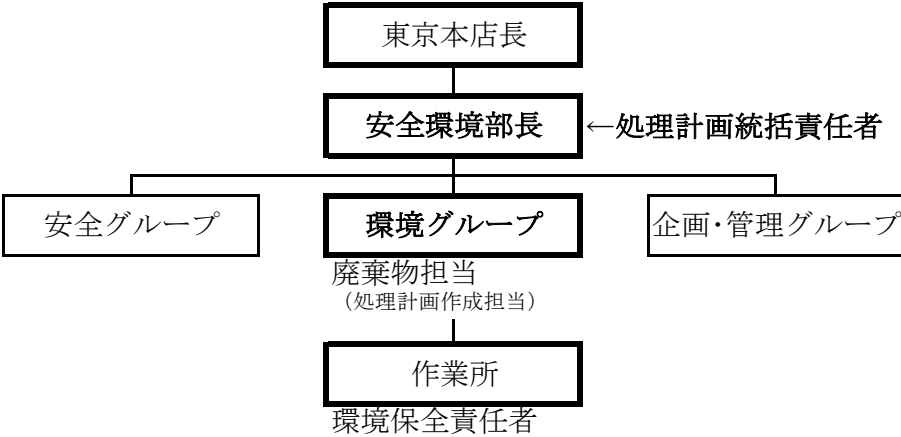 東京本店長
安全環境部長
←処理計画統括責任者
安全グループ
環境グループ
企画・管理グループ
廃棄物担当
（処理計画作成担当）
作業所
環境保全責任者